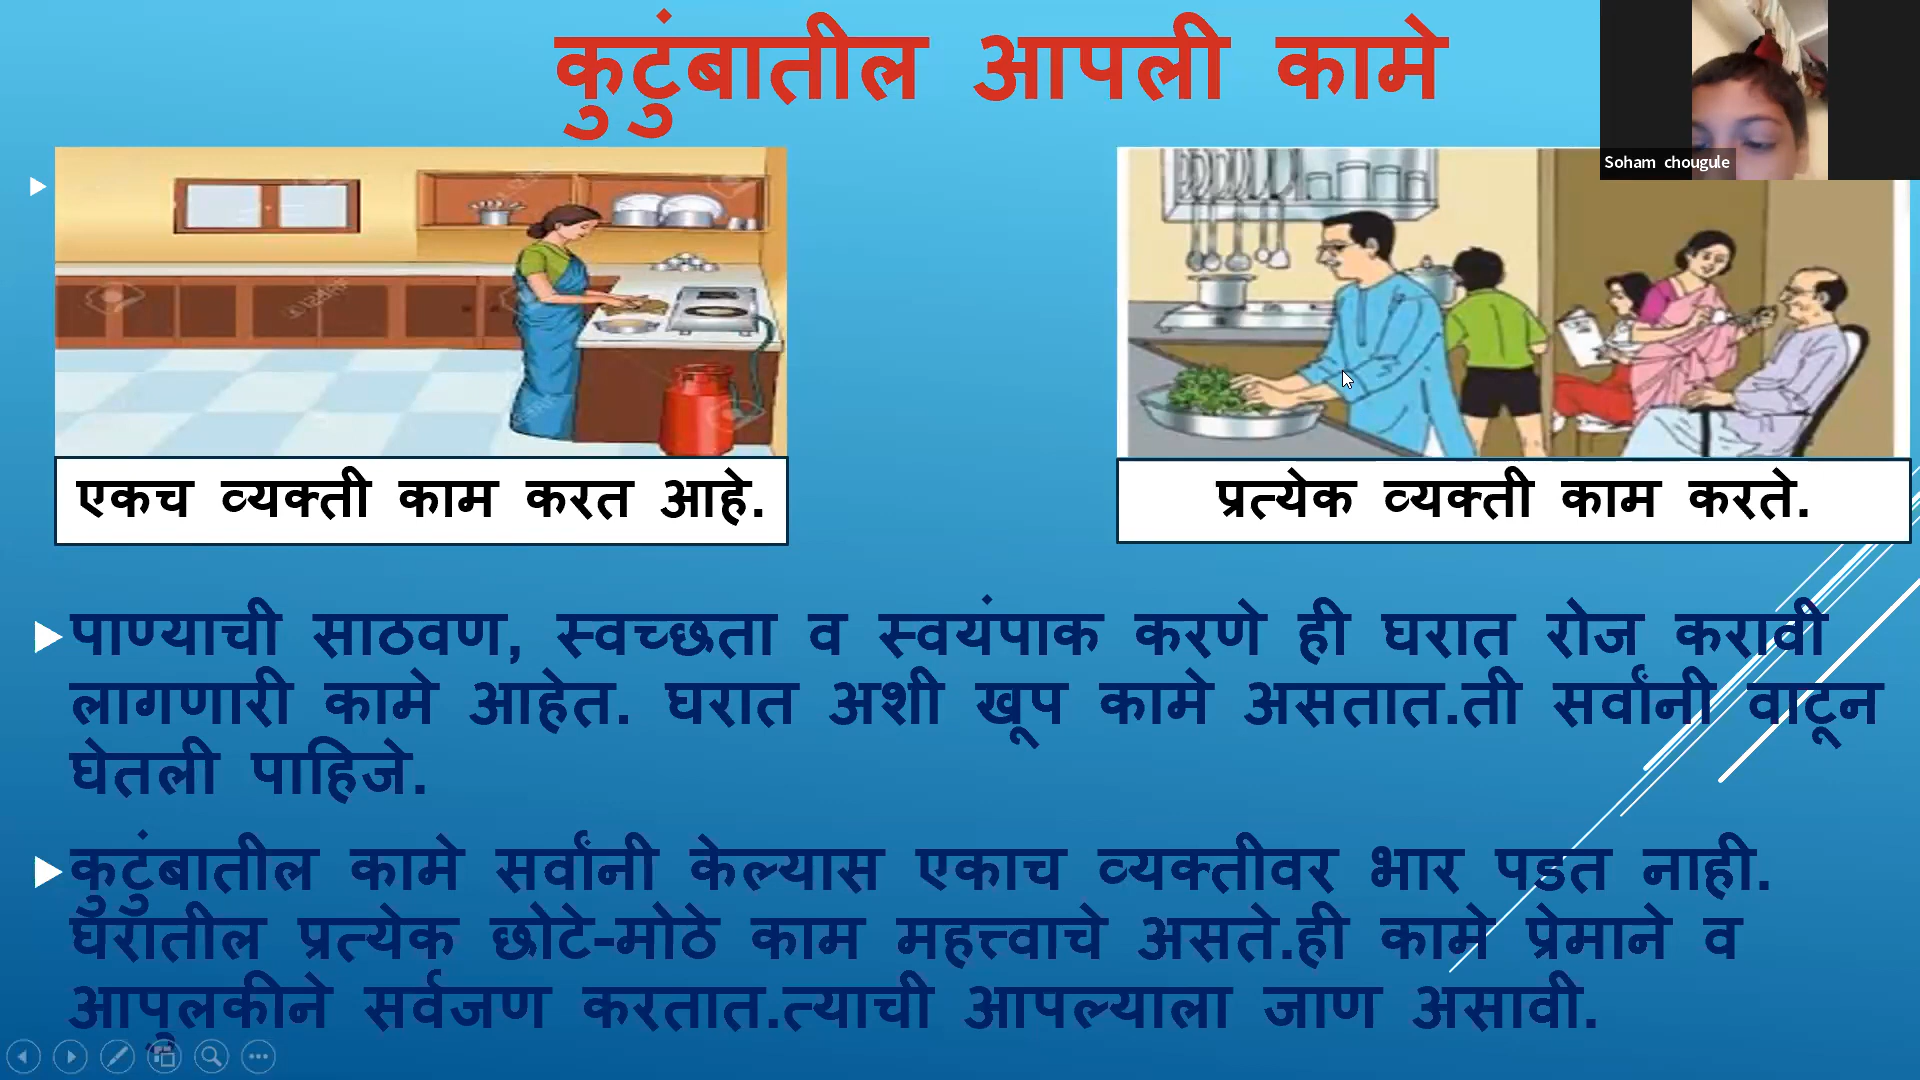 कुटुंबातील आपली कामे
Soham chougule
एकच व्यक्ती काम करत आहे.
प्रत्येक व्यक्ती काम करते.
पाण्याची साठवण, स्वच्छता व स्वयंपाक करणे ही घरात रोज करावी
लागणारी कामे आहेत. घरात अशी खूप कामे असतात.ती सर्वांनी वाटून
घेतली पाहिजे.
कुटुंबातील कामे सर्वांनी केल्यास एकाच व्यक्तीवर भार पडत नाही.
घरातील प्रत्येक छोटे-मोठे काम महत्त्वाचे असते.ही कामे प्रेमाने व
आपुलकीने सर्वजण करतात.त्याची आपल्याला जाण असावी.